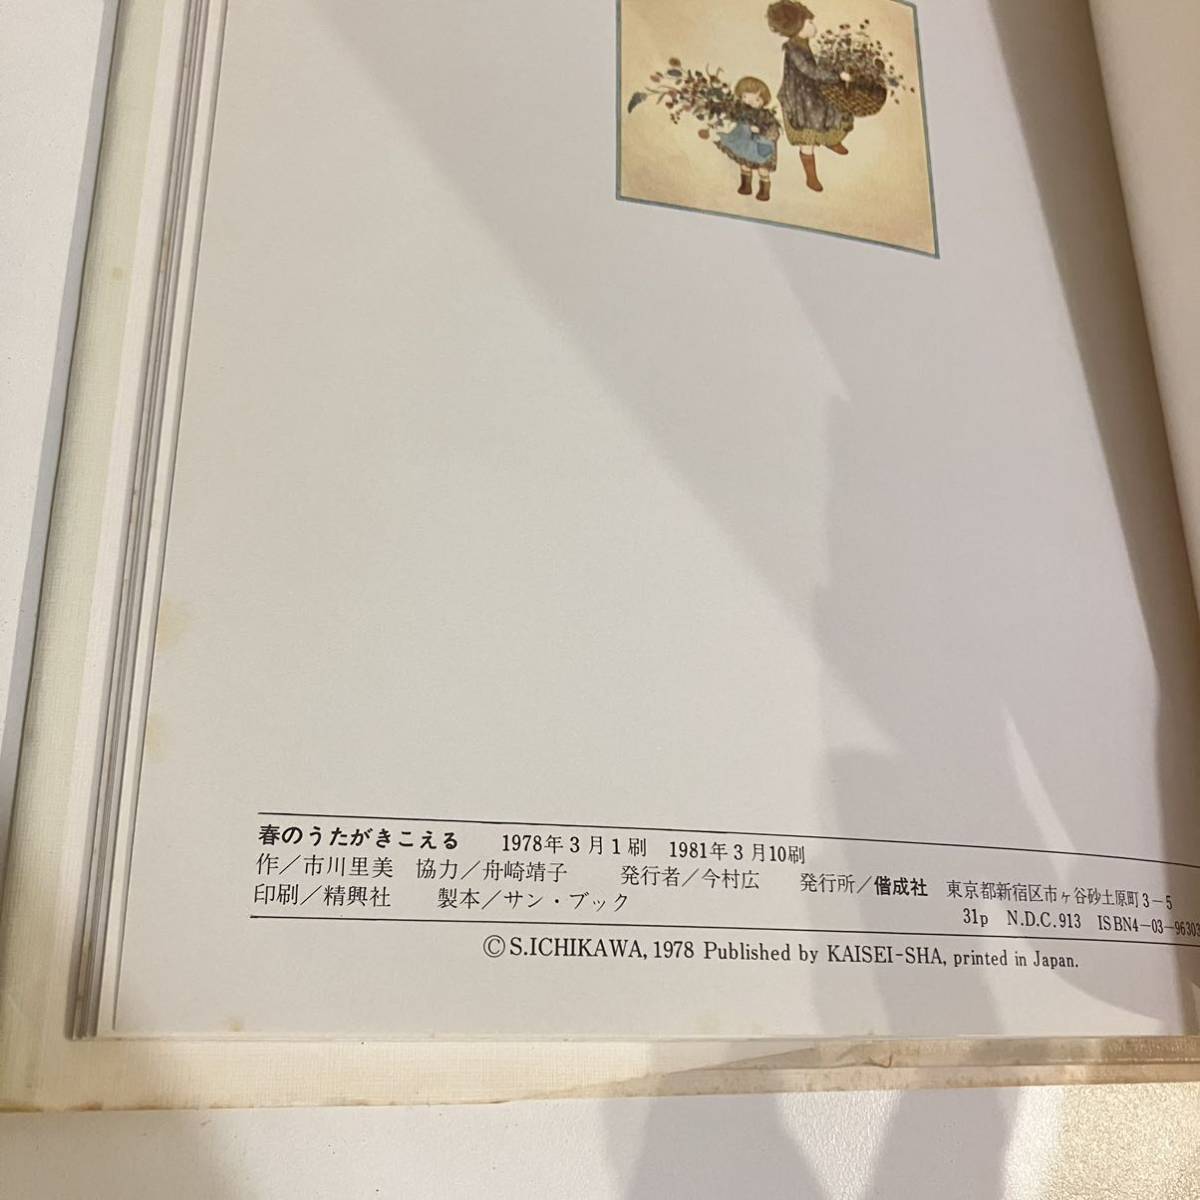 春のうたがきこえる　1978年3月1刷　1981年3月10刷
作／市川里美　協力／舟崎靖子　発行者／今村広　発行所／偕成社　東京都新宿区市ヶ谷砂土原町3－5
印刷／精興社　製本／サン・ブック　31p　N.D.C.913　ISBN4－03－96303
©S.ICHIKAWA, 1978 Published by KAISEI-SHA, printed in Japan.